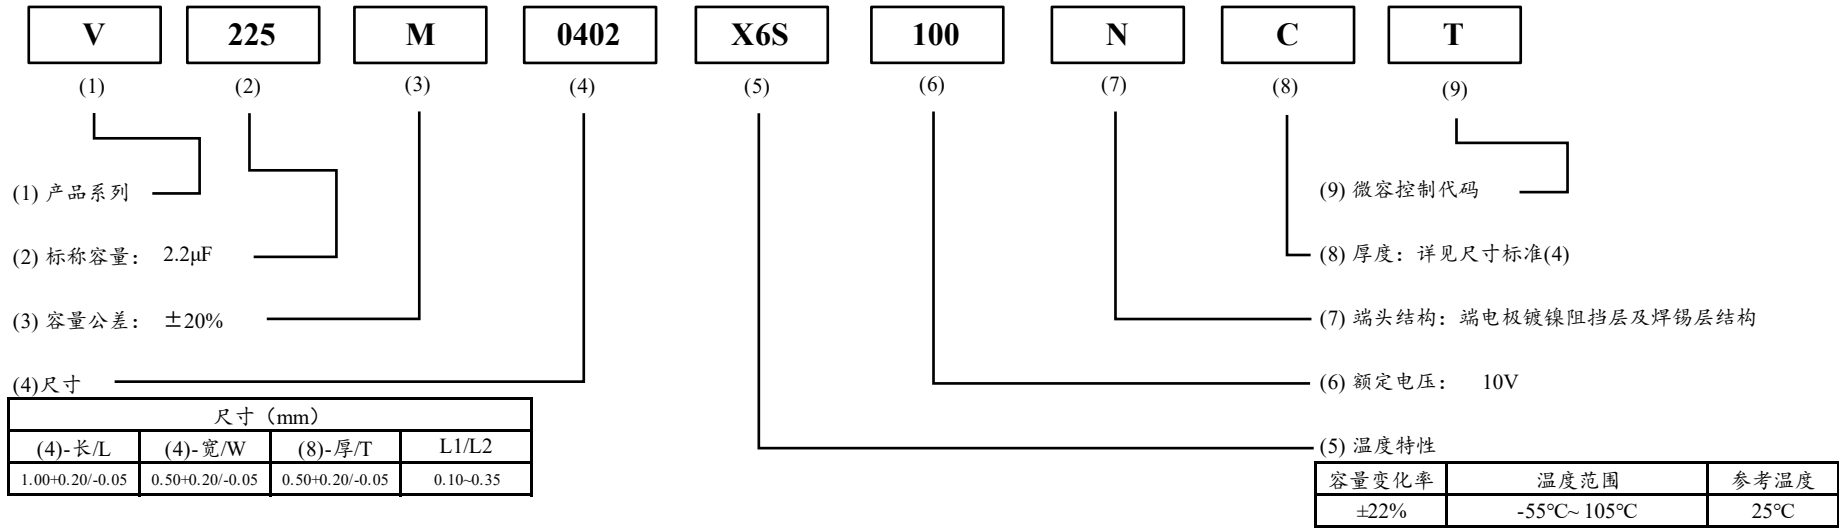 V 225 M 0402 X6S 100 N C T
(1) (2) (3) (4) (5) (6) (7) (8) (9)
(1) 产品系列
(9) 微容控制代码
(2) 标称容量： 2.2μF
(8) 厚度：详见尺寸标准(4)
(3) 容量公差： ±20%
(7) 端头结构：端电极镀镍阻挡层及焊锡层结构
(4)尺寸
(6) 额定电压： 10V
尺寸（mm）
(4)-长/L (4)-宽/W (8)-厚/T L1/L2
1.00+0.20/-0.05 0.50+0.20/-0.05 0.50+0.20/-0.05 0.10~0.35
(5) 温度特性
容量变化率 温度范围 参考温度
±22% -55°C~ 105°C 25°C